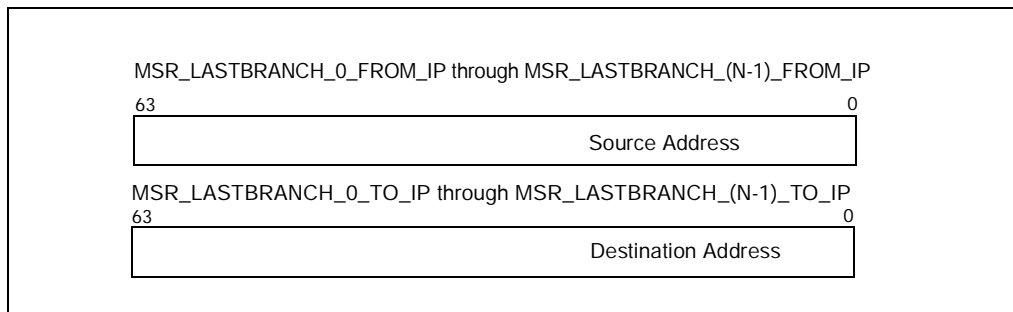 MSR_LASTBRANCH_0_FROM_IP through MSR_LASTBRANCH_(N-1)_FROM_IP
63 0
Source Address
MSR_LASTBRANCH_0_TO_IP through MSR_LASTBRANCH_(N-1)_TO_IP
63 0
Destination Address